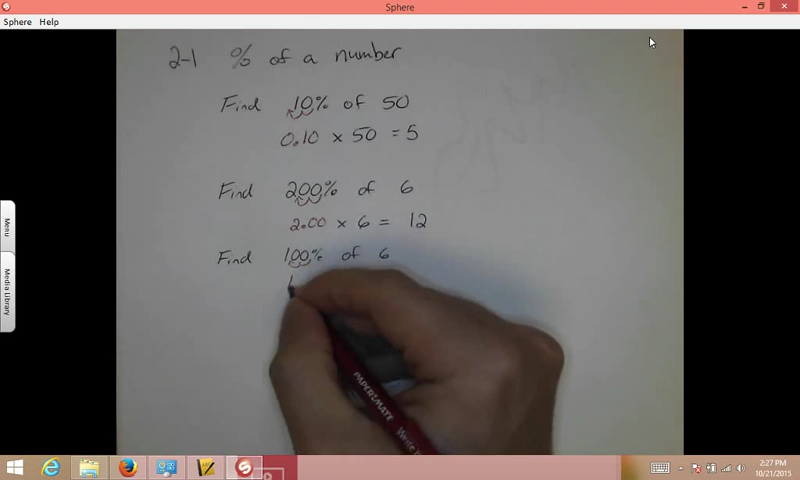 Sphere
Sphere Help
2-1 % of a number
Find 10% of 50
0.10 × 50 = 5
Find 200% of 6
2.00 × 6 = 12
Find 100% of 6
1
Menu
Media Library
PAPER MATE
Write
2:27 PM
10/21/2015